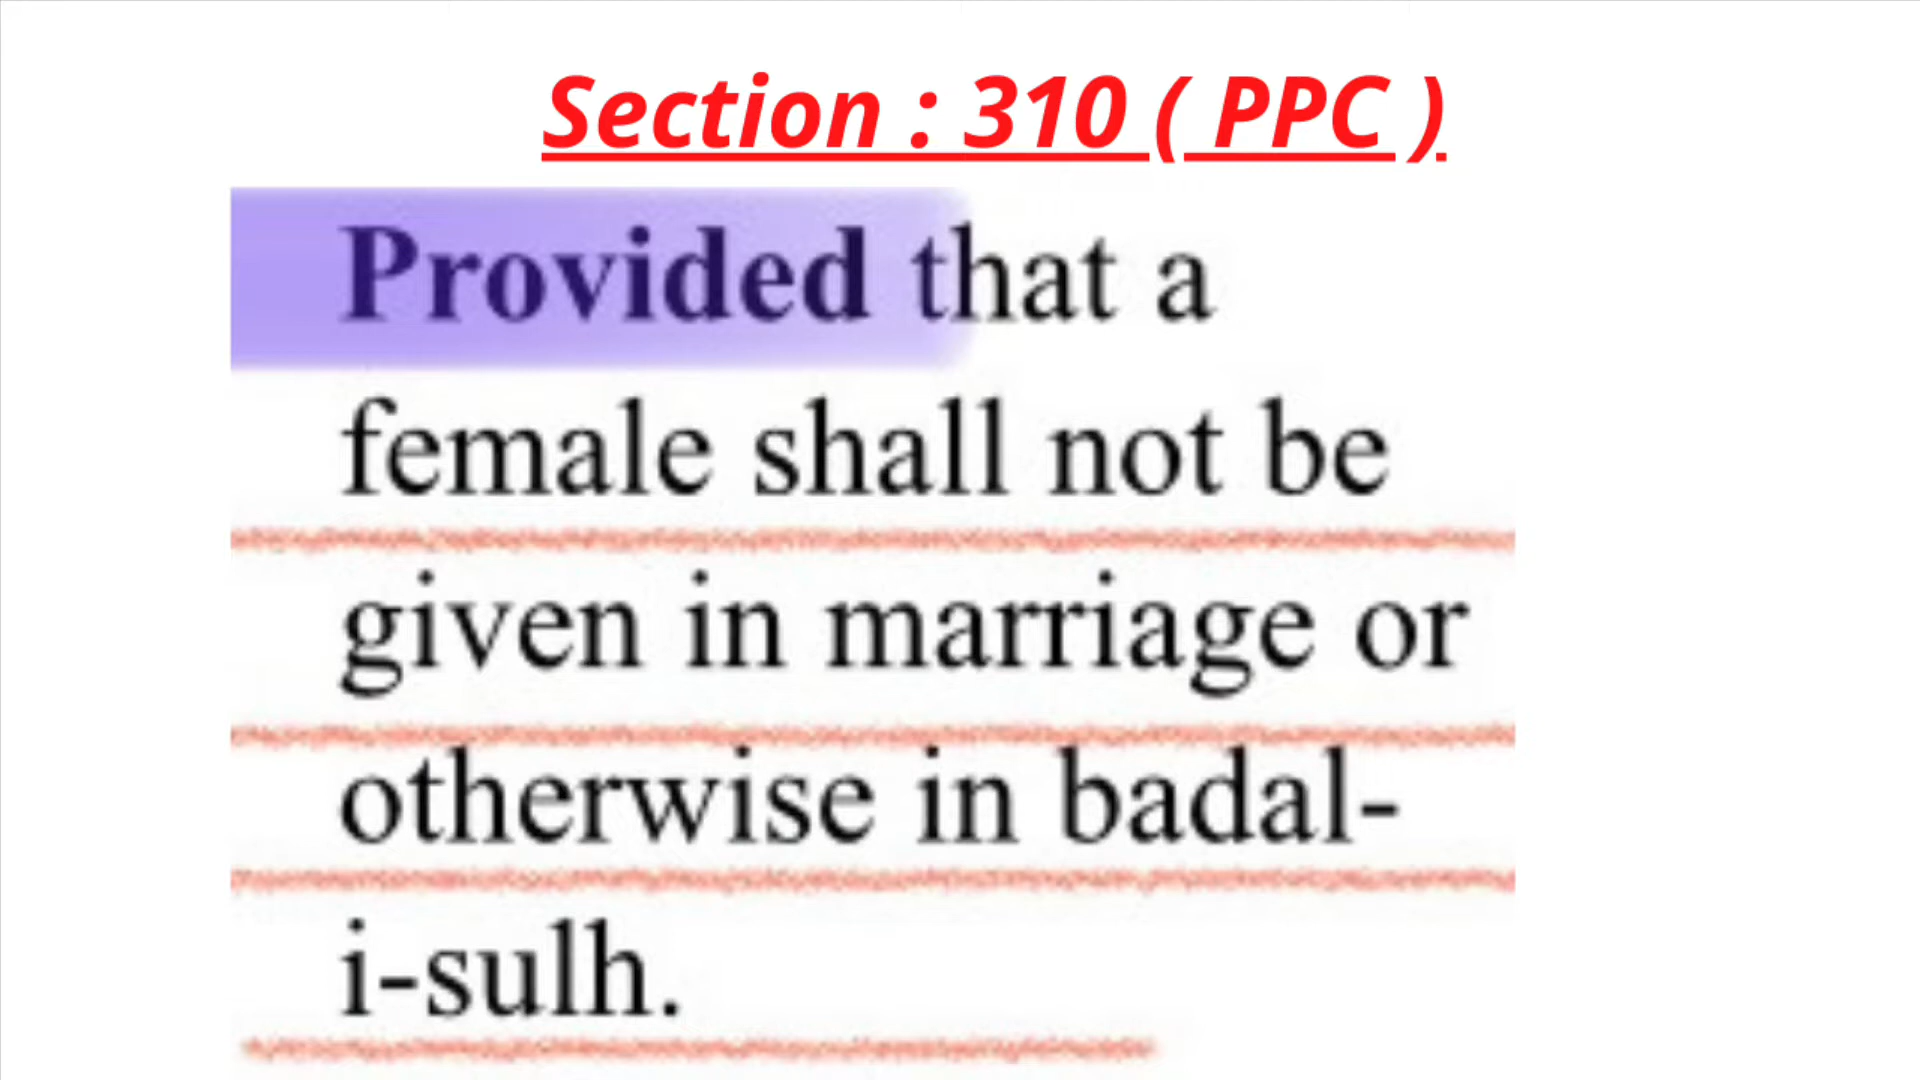 Section : 310 ( PPC )
Provided that a
female shall not be
given in marriage or
otherwise in badal-
i-sulh.